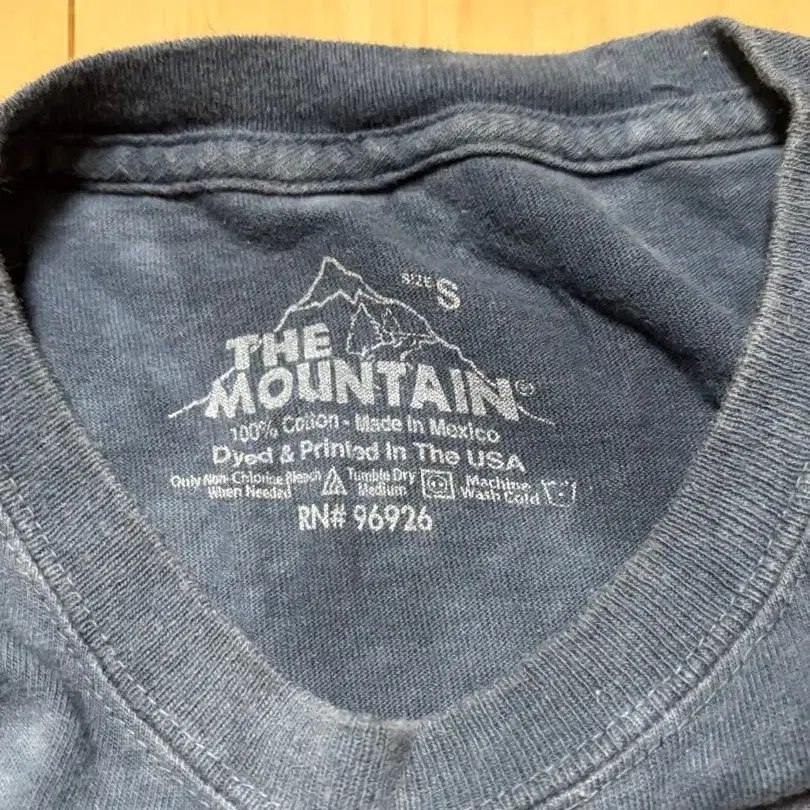 SIZE S
THE
MOUNTAIN®
100% Cotton - Made in Mexico
Dyed & Printed In The USA
Only Non-Chlorine Bleach When Needed
Tumble Dry Medium
Machine Wash Cold
RN# 96926